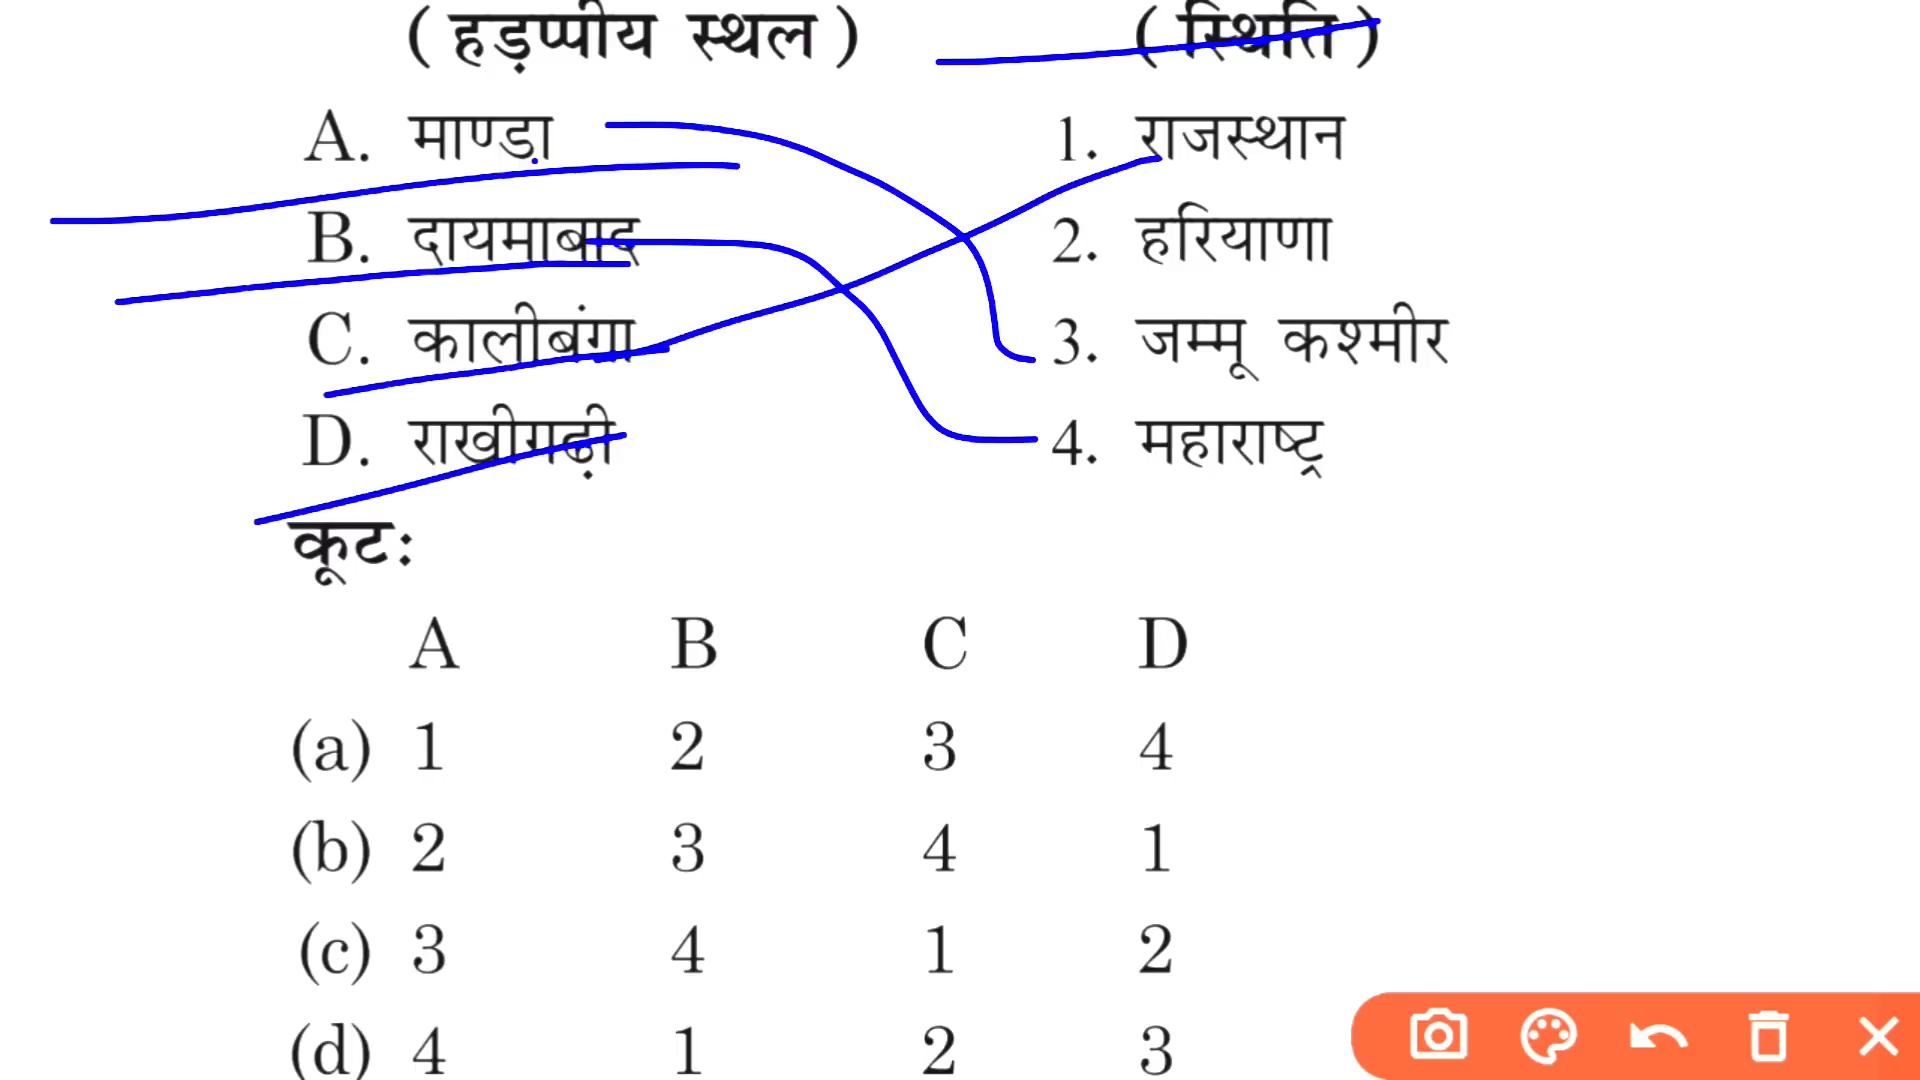 ( हड़प्पीय स्थल ) ( स्थिति )
A. माण्डा 1. राजस्थान
B. दायमाबाद 2. हरियाणा
C. कालीबंगा 3. जम्मू कश्मीर
D. राखीगढ़ी 4. महाराष्ट्र
कूटः
A B C D
(a) 1 2 3 4
(b) 2 3 4 1
(c) 3 4 1 2
(d) 4 1 2 3